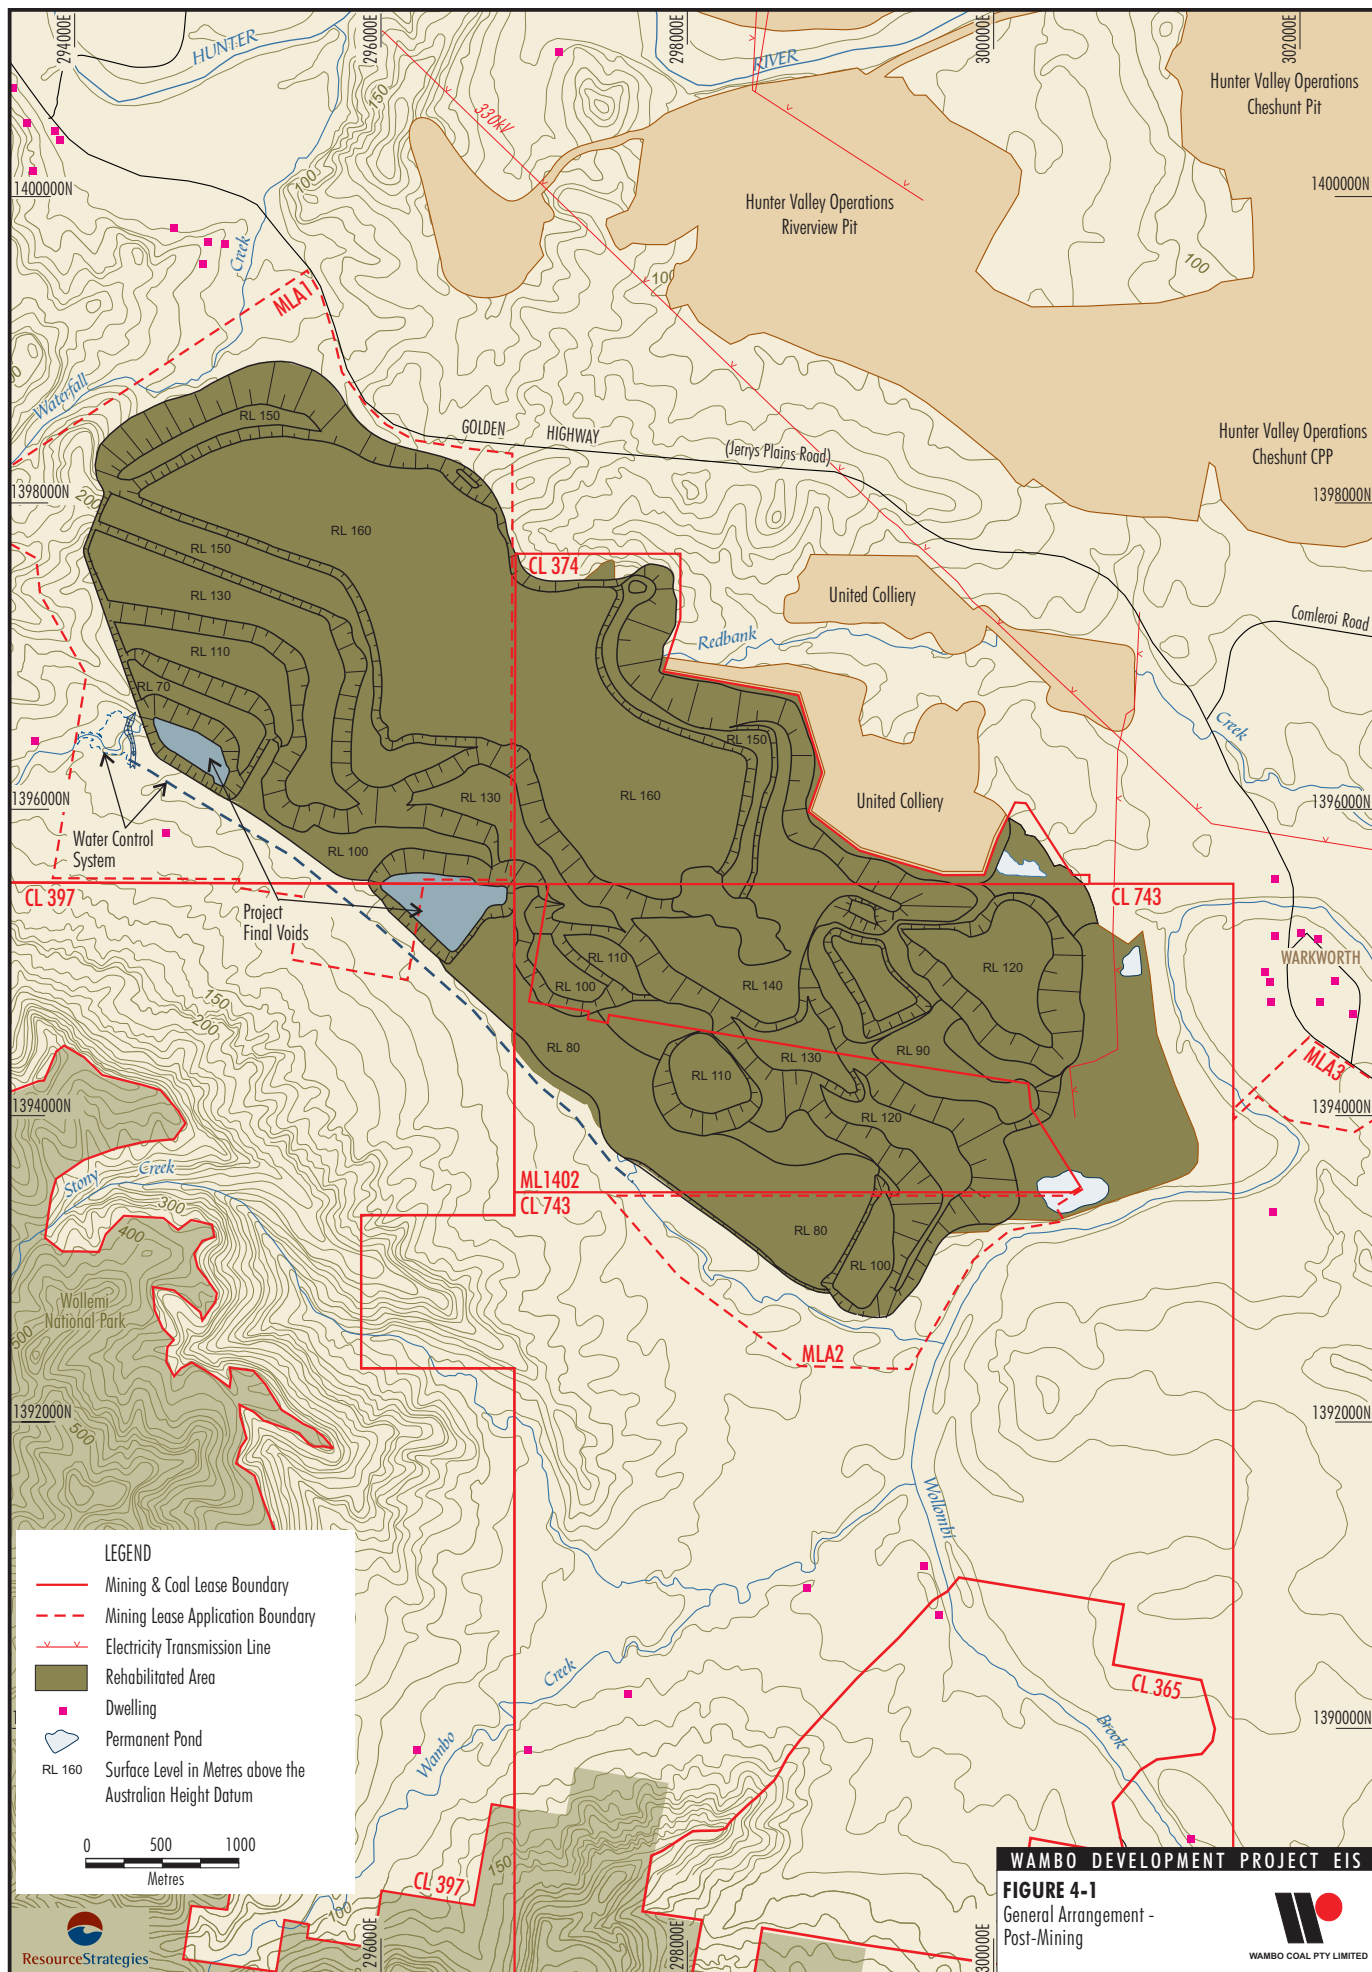 294000E
296000E
298000E
300000E
302000E
HUNTER
RIVER
150
330kV
Hunter Valley Operations
Cheshunt Pit
1400000N
1400000N
100
Hunter Valley Operations
Riverview Pit
Creek
100
100
MLA1
Waterfall
RL 150
GOLDEN HIGHWAY
(Jerrys Plains Road)
Hunter Valley Operations
Cheshunt CPP
1398000N
200
1398000N
RL 160
RL 150
CL 374
RL 130
United Colliery
Comleroi Road
Redbank
RL 110
RL 70
Creek
RL 150
RL 130
RL 160
United Colliery
1396000N
1396000N
Water Control
System
RL 100
CL 397
CL 743
Project
Final Voids
RL 110
RL 120
WARKWORTH
RL 100
RL 140
150
200
RL 80
RL 130
RL 90
MLA3
RL 110
1394000N
1394000N
RL 120
Stony
Creek
ML1402
CL 743
300
400
RL 80
RL 100
Wollemi
National Park
500
MLA2
1392000N
1392000N
500
Wollombi
LEGEND
Mining & Coal Lease Boundary
Mining Lease Application Boundary
Electricity Transmission Line
Rehabilitated Area
Dwelling
Permanent Pond
RL 160
Surface Level in Metres above the
Australian Height Datum
0 500 1000
Metres
Creek
Wambo
CL 365
Brook
1390000N
150
CL 397
100
296000E
298000E
300000E
ResourceStrategies
WAMBO DEVELOPMENT PROJECT EIS
FIGURE 4-1
General Arrangement -
Post-Mining
WAMBO COAL PTY LIMITED